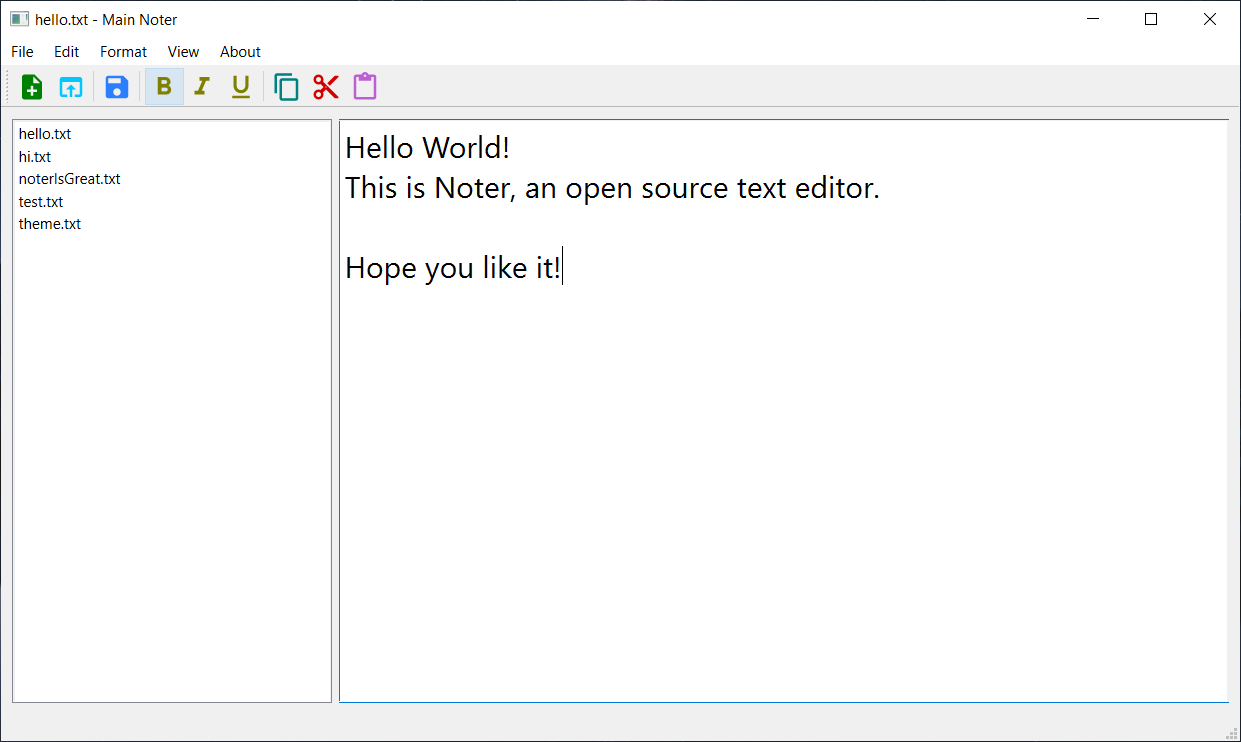 hello.txt - Main Noter
File Edit Format View About
B I U
hello.txt
hi.txt
noterIsGreat.txt
test.txt
theme.txt
Hello World!
This is Noter, an open source text editor.
Hope you like it!